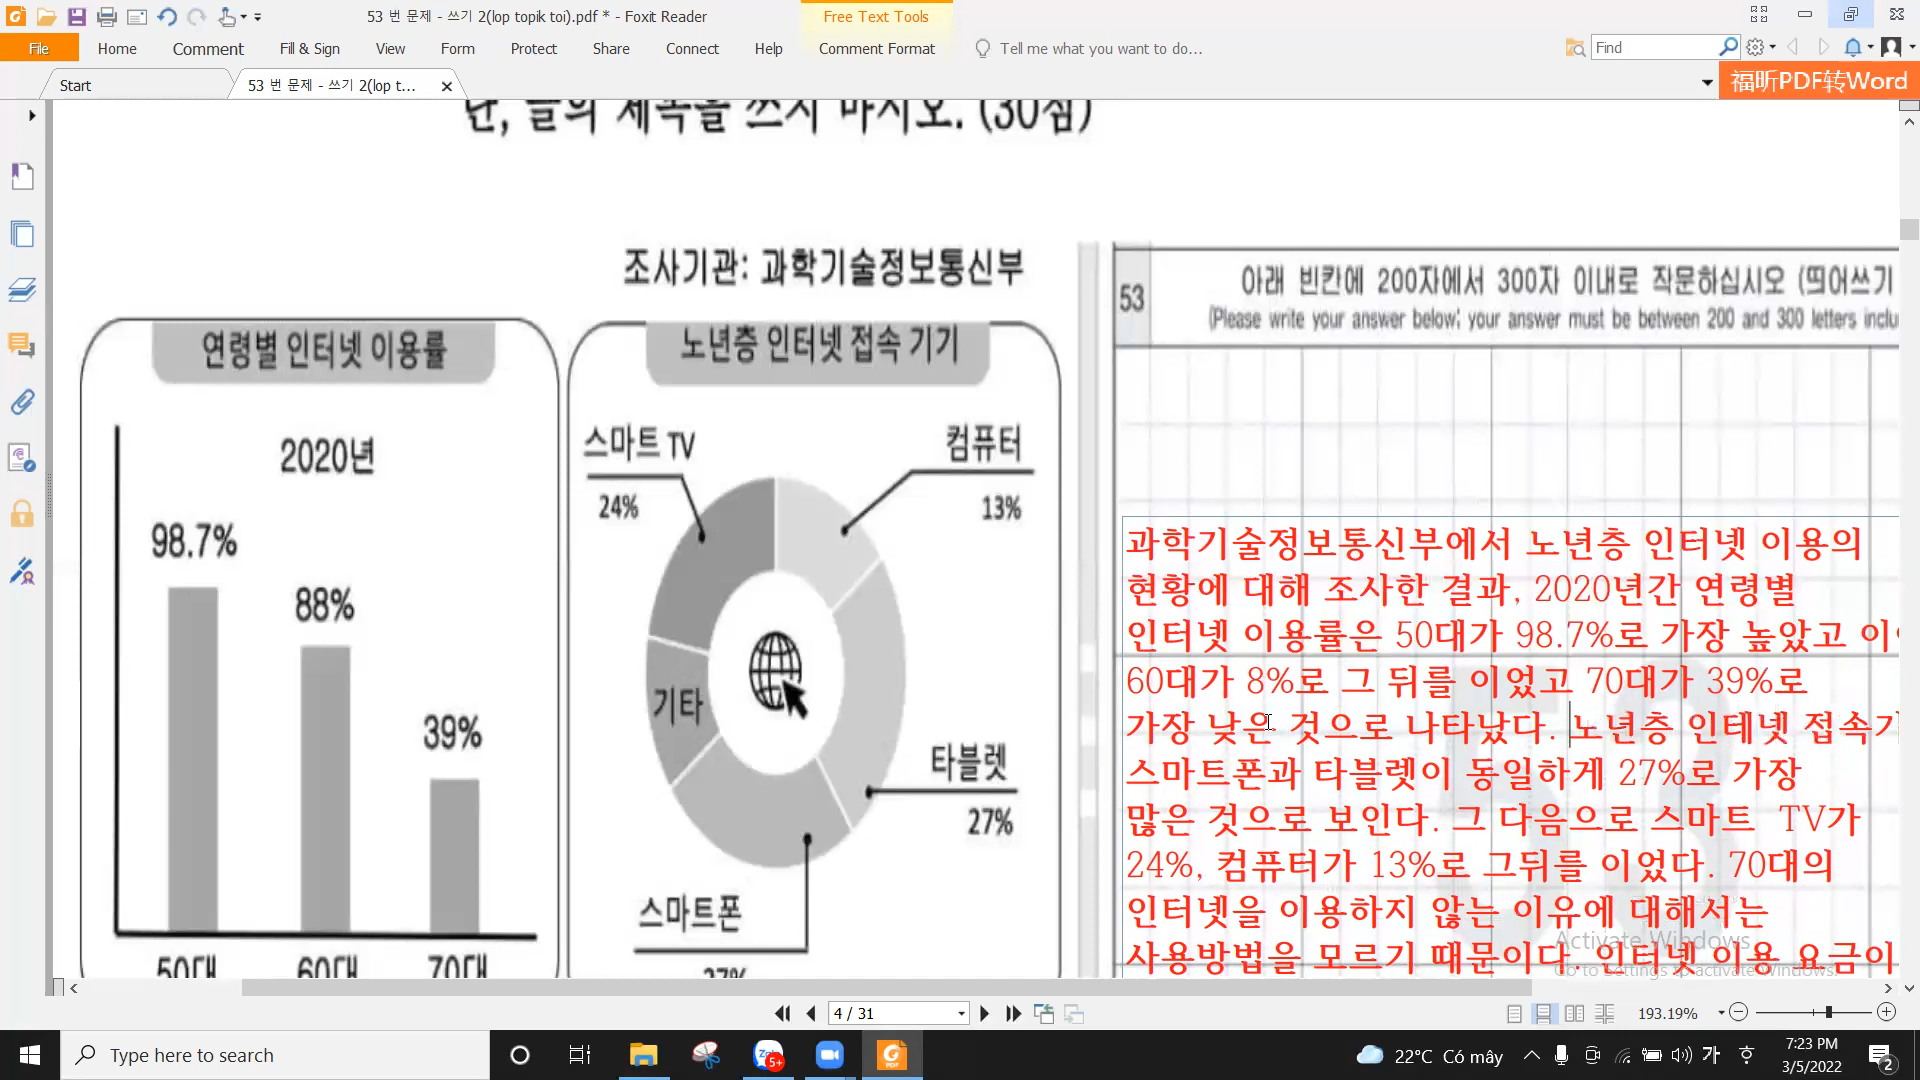 53 번 문제 - 쓰기 2(lop topik toi).pdf * - Foxit Reader
Free Text Tools
File
Home
Comment
Fill & Sign
View
Form
Protect
Share
Connect
Help
Comment Format
Tell me what you want to do...
Find
Start
53 번 문제 - 쓰기 2(lop t...
福昕PDF转Word
단, 글의 제목을 쓰지 마시오. (30점)
조사기관: 과학기술정보통신부
연령별 인터넷 이용률
2020년
98.7%
88%
39%
50대
60대
70대
노년층 인터넷 접속 기기
스마트 TV
24%
컴퓨터
13%
기타
타블렛
27%
스마트폰
27%
53
아래 빈칸에 200자에서 300자 이내로 작문하십시오 (띄어쓰기
(Please write your answer below; your answer must be between 200 and 300 letters inclu
과학기술정보통신부에서 노년층 인터넷 이용의
현황에 대해 조사한 결과, 2020년간 연령별
인터넷 이용률은 50대가 98.7%로 가장 높았고 이
60대가 8%로 그 뒤를 이었고 70대가 39%로
가장 낮은 것으로 나타났다. 노년층 인테넷 접속기
스마트폰과 타블렛이 동일하게 27%로 가장
많은 것으로 보인다. 그 다음으로 스마트 TV가
24%, 컴퓨터가 13%로 그뒤를 이었다. 70대의
인터넷을 이용하지 않는 이유에 대해서는
사용방법을 모르기 때문이다. 인터넷 이용 요금이
Activate Windows
Go to Settings to activate Windows.
4 / 31
193.19%
Type here to search
5+
22°C Có mây
가
7:23 PM
3/5/2022
2